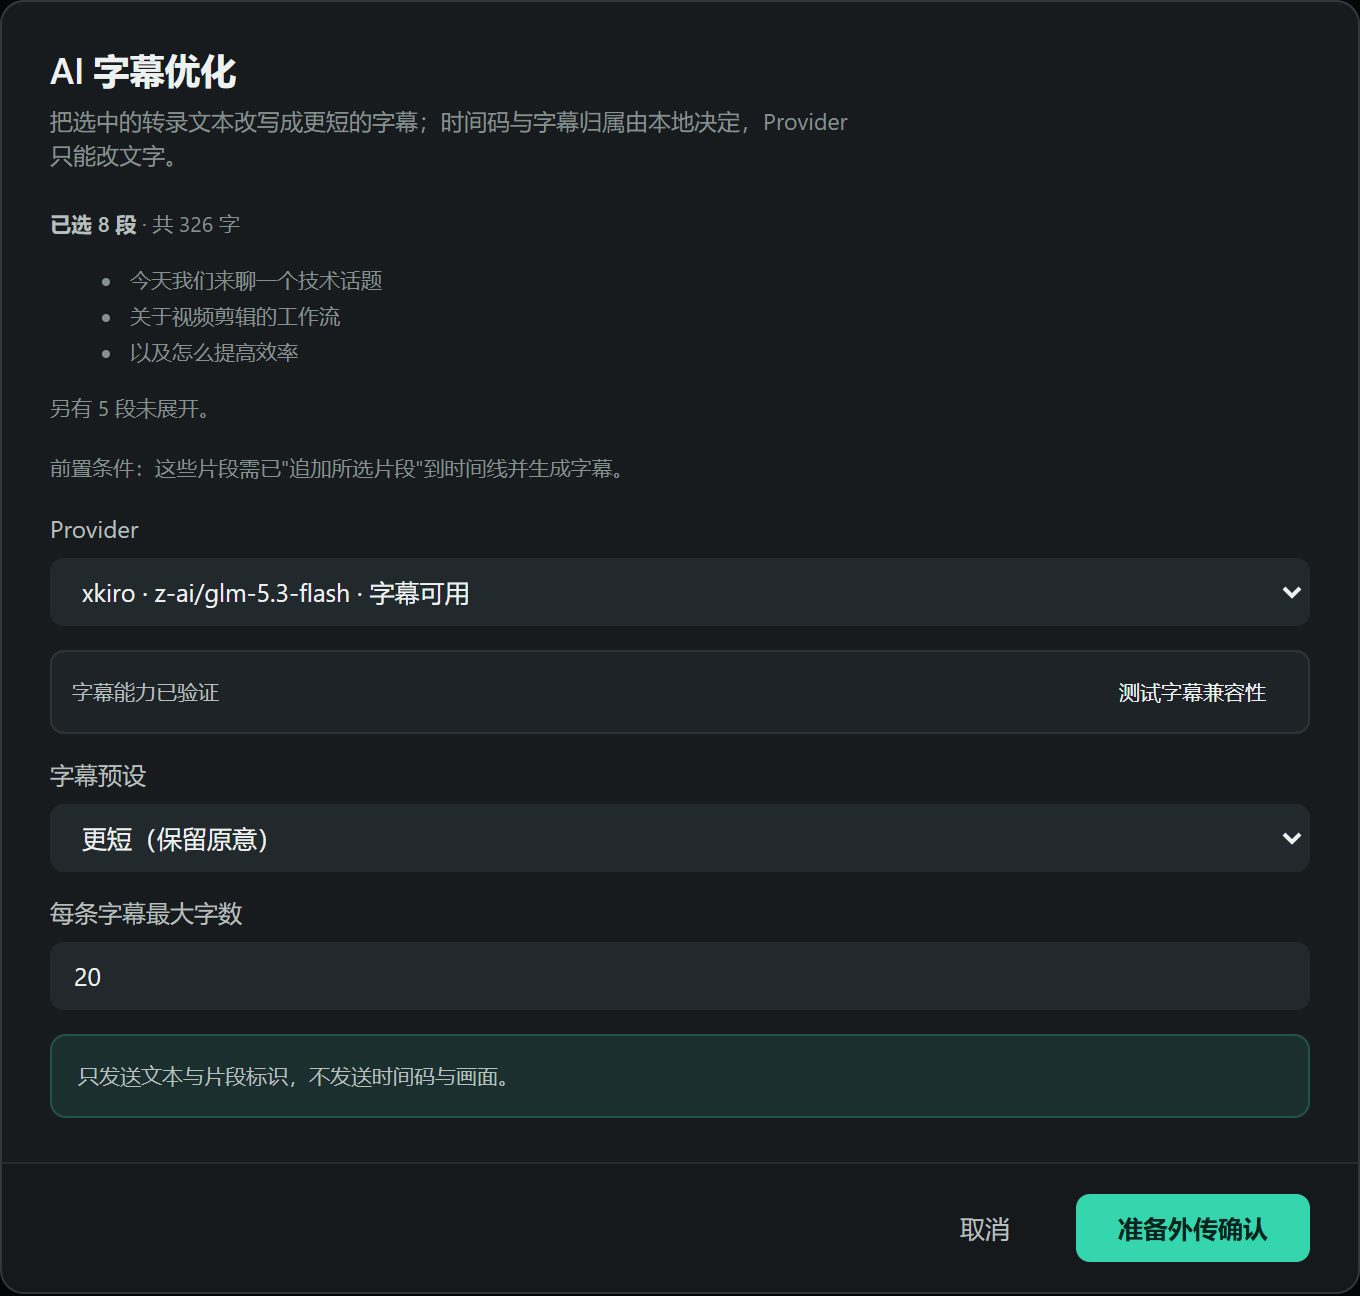 AI 字幕优化
把选中的转录文本改写成更短的字幕；时间码与字幕归属由本地决定，Provider
只能改文字。
已选 8 段 · 共 326 字
今天我们来聊一个技术话题
关于视频剪辑的工作流
以及怎么提高效率
另有 5 段未展开。
前置条件：这些片段需已"追加所选片段"到时间线并生成字幕。
Provider
xkiro · z-ai/glm-5.3-flash · 字幕可用
字幕能力已验证 测试字幕兼容性
字幕预设
更短（保留原意）
每条字幕最大字数
20
只发送文本与片段标识，不发送时间码与画面。
取消 准备外传确认